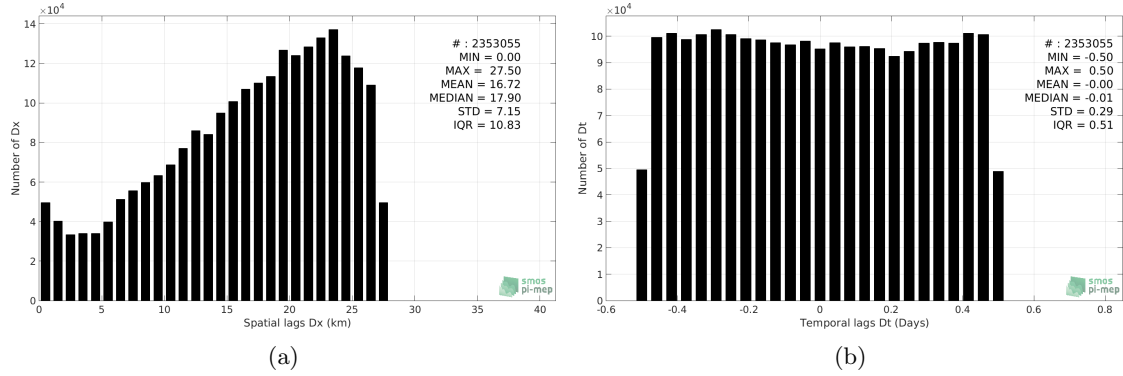 ×10⁴
14
12
10
8
6
4
2
0
Number of Dx
# : 2353055
MIN = 0.00
MAX = 27.50
MEAN = 16.72
MEDIAN = 17.90
STD = 7.15
IQR = 10.83
smos
pi-mep
0 5 10 15 20 25 30 35 40
Spatial lags Dx (km)
(a)
×10⁴
10
9
8
7
6
5
4
3
2
1
0
Number of Dt
# : 2353055
MIN = -0.50
MAX = 0.50
MEAN = -0.00
MEDIAN = -0.01
STD = 0.29
IQR = 0.51
smos
pi-mep
-0.6 -0.4 -0.2 0 0.2 0.4 0.6 0.8
Temporal lags Dt (Days)
(b)